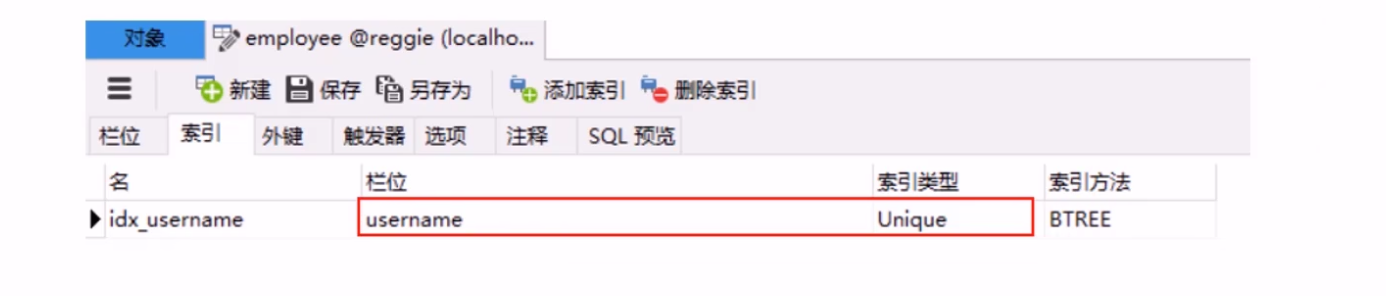 对象 employee @reggie (localho...
新建 保存 另存为 添加索引 删除索引
栏位 索引 外键 触发器 选项 注释 SQL 预览
名 栏位 索引类型 索引方法
idx_username username Unique BTREE